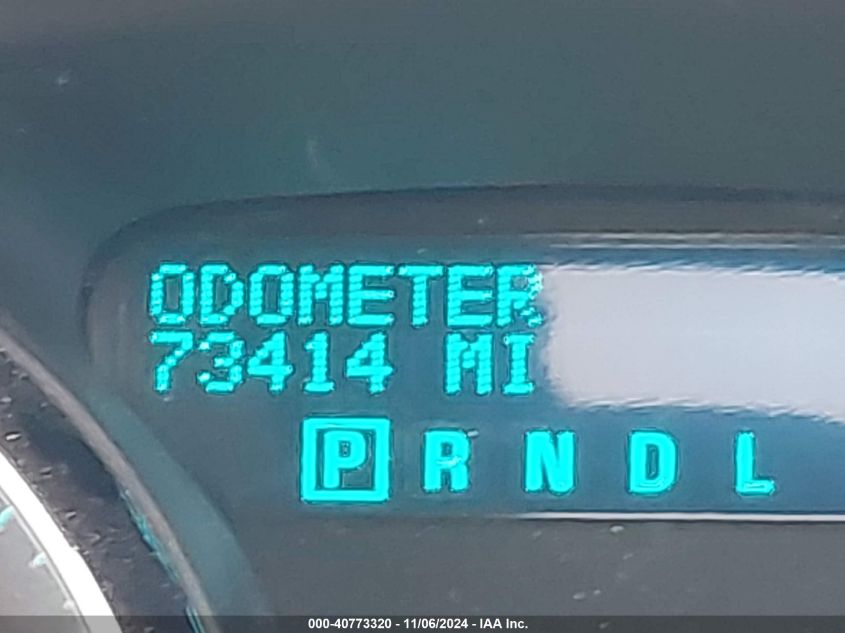 ODOMETER
73414 MI
P R N D L
000-40773320 - 11/06/2024 - IAA Inc.